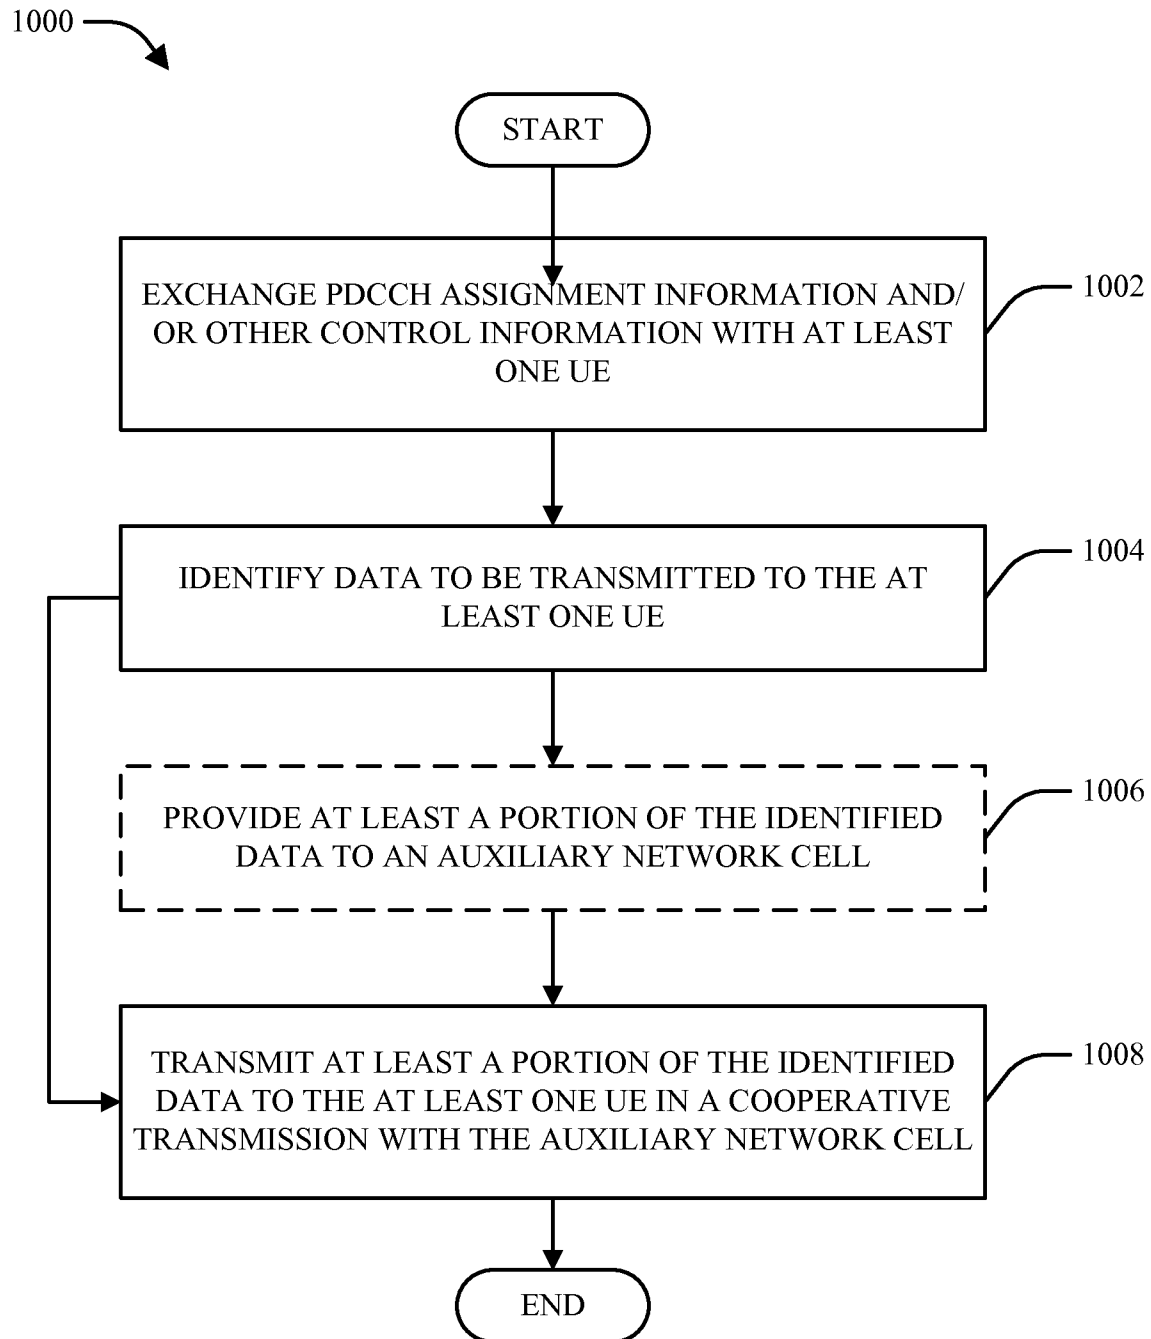 1000
START
EXCHANGE PDCCH ASSIGNMENT INFORMATION AND/
OR OTHER CONTROL INFORMATION WITH AT LEAST
ONE UE
1002
IDENTIFY DATA TO BE TRANSMITTED TO THE AT
LEAST ONE UE
1004
PROVIDE AT LEAST A PORTION OF THE IDENTIFIED
DATA TO AN AUXILIARY NETWORK CELL
1006
TRANSMIT AT LEAST A PORTION OF THE IDENTIFIED
DATA TO THE AT LEAST ONE UE IN A COOPERATIVE
TRANSMISSION WITH THE AUXILIARY NETWORK CELL
1008
END